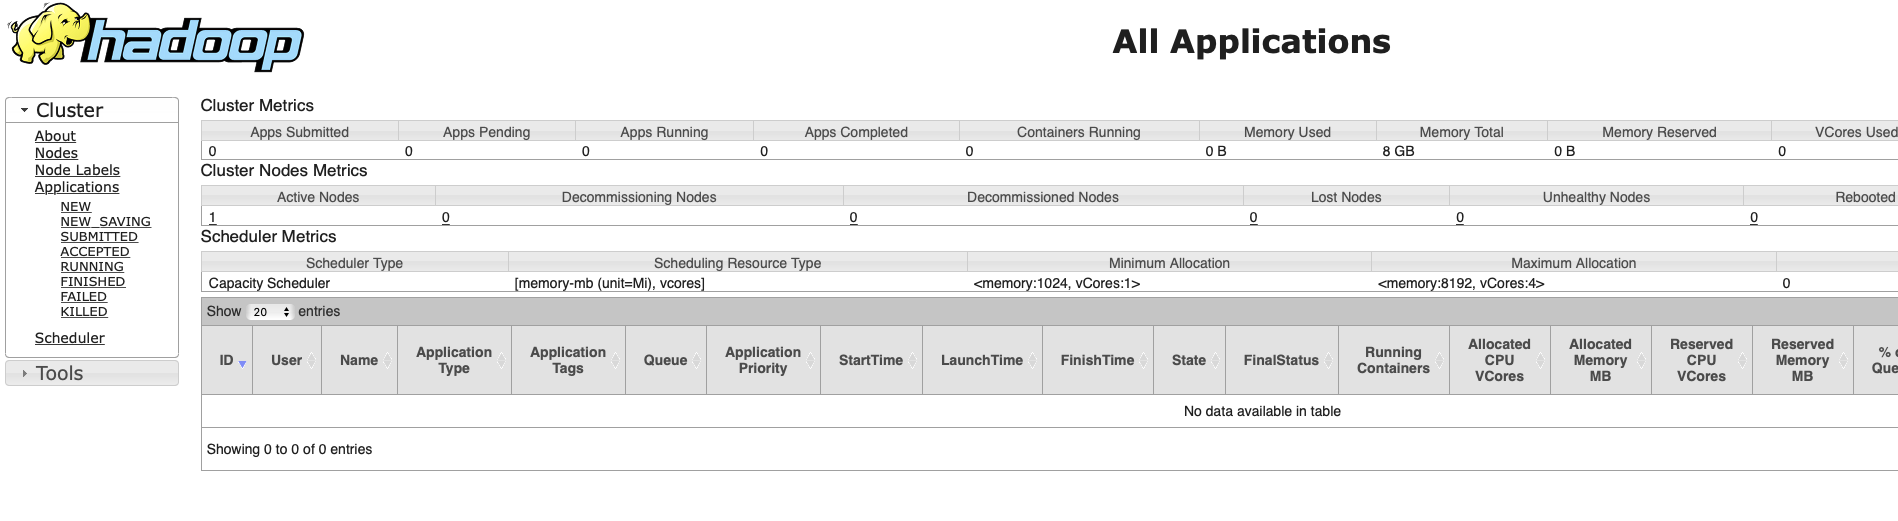 hadoop
All Applications
Cluster
About
Nodes
Node Labels
Applications
NEW
NEW_SAVING
SUBMITTED
ACCEPTED
RUNNING
FINISHED
FAILED
KILLED
Scheduler
Tools
Cluster Metrics
Apps Submitted Apps Pending Apps Running Apps Completed Containers Running Memory Used Memory Total Memory Reserved VCores Used
0 0 0 0 0 0 B 8 GB 0 B 0
Cluster Nodes Metrics
Active Nodes Decommissioning Nodes Decommissioned Nodes Lost Nodes Unhealthy Nodes Rebooted
1 0 0 0 0 0
Scheduler Metrics
Scheduler Type Scheduling Resource Type Minimum Allocation Maximum Allocation
Capacity Scheduler [memory-mb (unit=Mi), vcores] <memory:1024, vCores:1> <memory:8192, vCores:4> 0
Show 20 entries
ID User Name Application Type Application Tags Queue Application Priority StartTime LaunchTime FinishTime State FinalStatus Running Containers Allocated CPU VCores Allocated Memory MB Reserved CPU VCores Reserved Memory MB %
No data available in table
Showing 0 to 0 of 0 entries